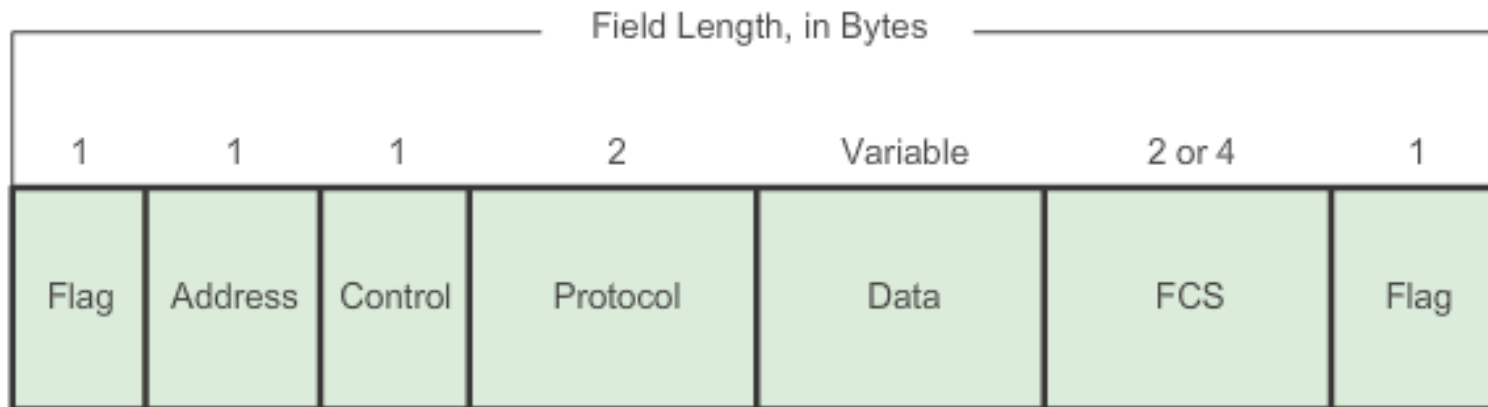 Field Length, in Bytes
1 1 1 2 Variable 2 or 4 1
Flag Address Control Protocol Data FCS Flag